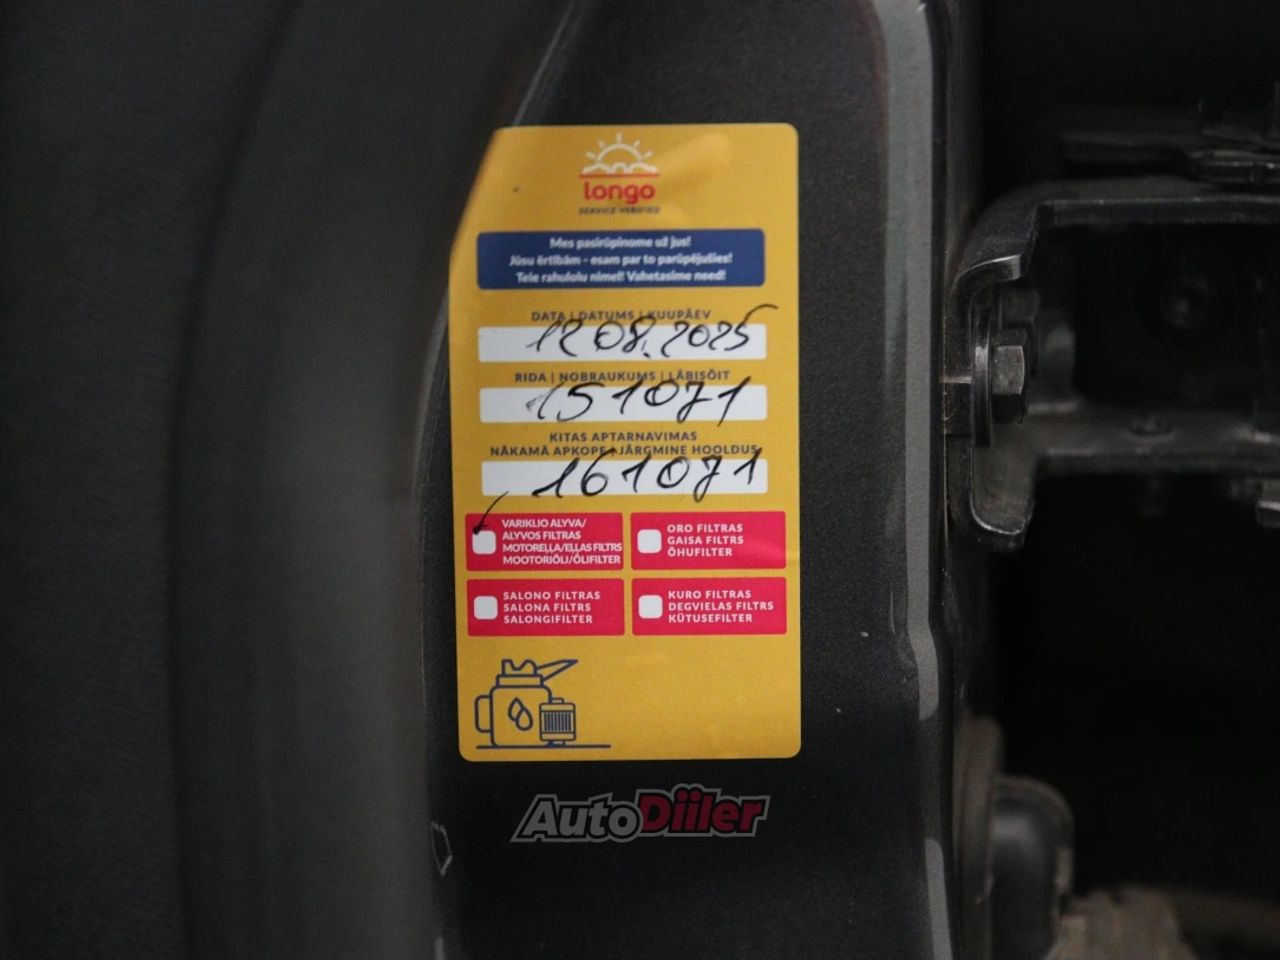 longo
SERVICE VERIFIED
Mes pasirūpinome už jus!
Jūsu ērtībām - esam par to parūpējušies!
Teie rahulolu nimel! Vahetasime need!
DATA | DATUMS | KUUPÄEV
12 08. 2025
RIDA | NOBRAUKUMS | LÄBISÕIT
151071
KITAS APTARNAVIMAS
NĀKAMĀ APKOPE | JÄRGMINE HOOLDUS
161071
VARIKLIO ALYVA/
ALYVOS FILTRAS
MOTOREĻĻA/EĻĻAS FILTRS
MOOTORIÕLI/ÕLIFILTER
ORO FILTRAS
GAISA FILTRS
ÕHUFILTER
SALONO FILTRAS
SALONA FILTRS
SALONGIFILTER
KURO FILTRAS
DEGVIELAS FILTRS
KÜTUSEFILTER
AutoDiiler